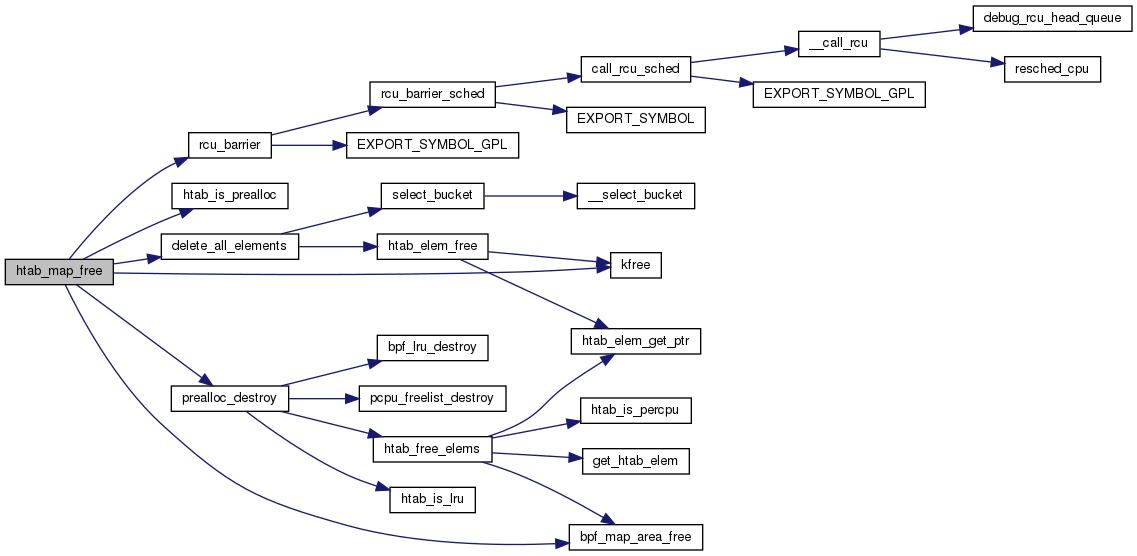 debug_rcu_head_queue
__call_rcu
resched_cpu
call_rcu_sched
EXPORT_SYMBOL_GPL
rcu_barrier_sched
EXPORT_SYMBOL
rcu_barrier
EXPORT_SYMBOL_GPL
htab_is_prealloc
select_bucket
__select_bucket
delete_all_elements
htab_elem_free
htab_map_free
kfree
htab_elem_get_ptr
bpf_lru_destroy
prealloc_destroy
pcpu_freelist_destroy
htab_is_percpu
htab_free_elems
get_htab_elem
htab_is_lru
bpf_map_area_free